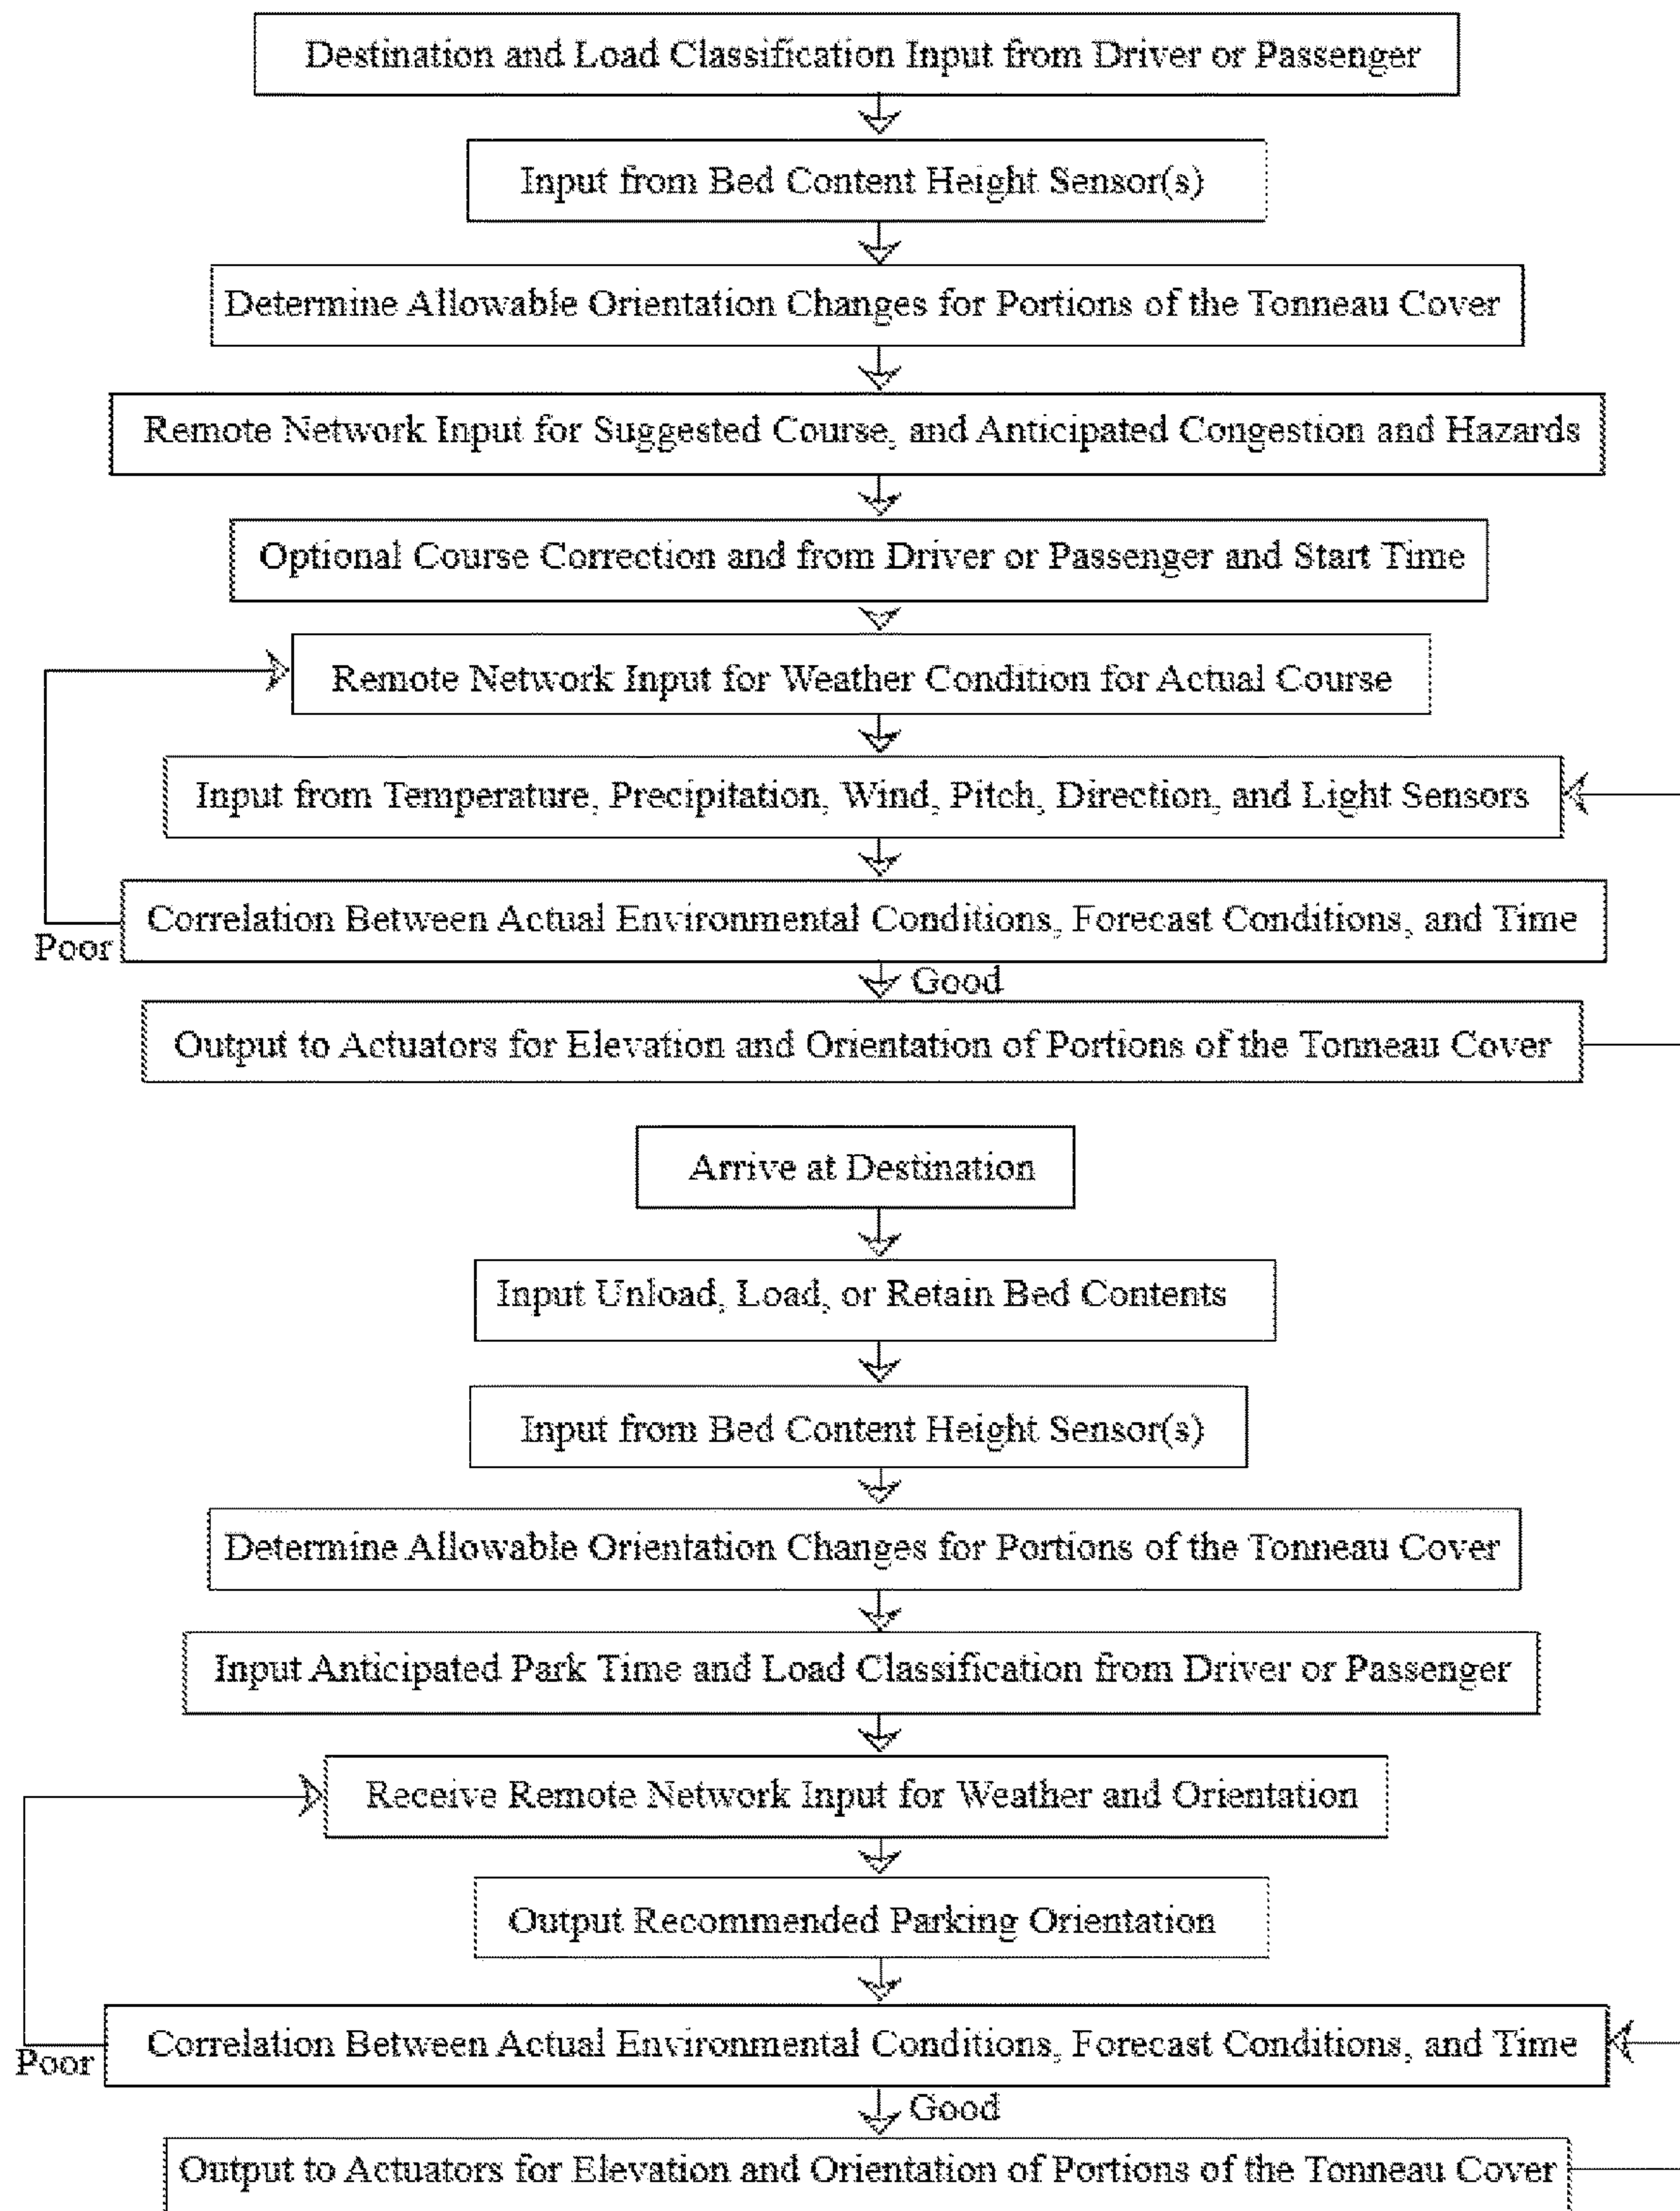 Destination and Load Classification Input from Driver or Passenger
Input from Bed Content Height Sensor(s)
Determine Allowable Orientation Changes for Portions of the Tonneau Cover
Remote Network Input for Suggested Course, and Anticipated Congestion and Hazards
Optional Course Correction and from Driver or Passenger and Start Time
Remote Network Input for Weather Condition for Actual Course
Input from Temperature, Precipitation, Wind, Pitch, Direction, and Light Sensors
Correlation Between Actual Environmental Conditions, Forecast Conditions, and Time
Poor
Good
Output to Actuators for Elevation and Orientation of Portions of the Tonneau Cover
Arrive at Destination
Input Unload, Load, or Retain Bed Contents
Input from Bed Content Height Sensor(s)
Determine Allowable Orientation Changes for Portions of the Tonneau Cover
Input Anticipated Park Time and Load Classification from Driver or Passenger
Receive Remote Network Input for Weather and Orientation
Output Recommended Parking Orientation
Correlation Between Actual Environmental Conditions, Forecast Conditions, and Time
Poor
Good
Output to Actuators for Elevation and Orientation of Portions of the Tonneau Cover